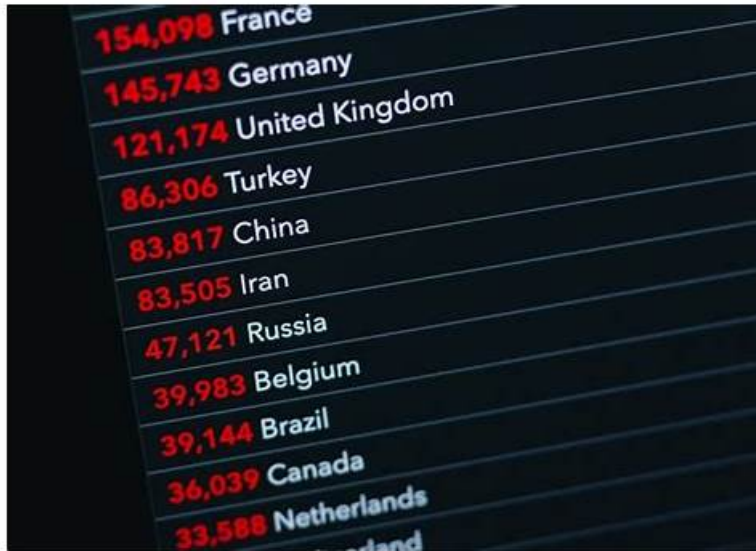 154,098 France
145,743 Germany
121,174 United Kingdom
86,306 Turkey
83,817 China
83,505 Iran
47,121 Russia
39,983 Belgium
39,144 Brazil
36,039 Canada
33,588 Netherlands